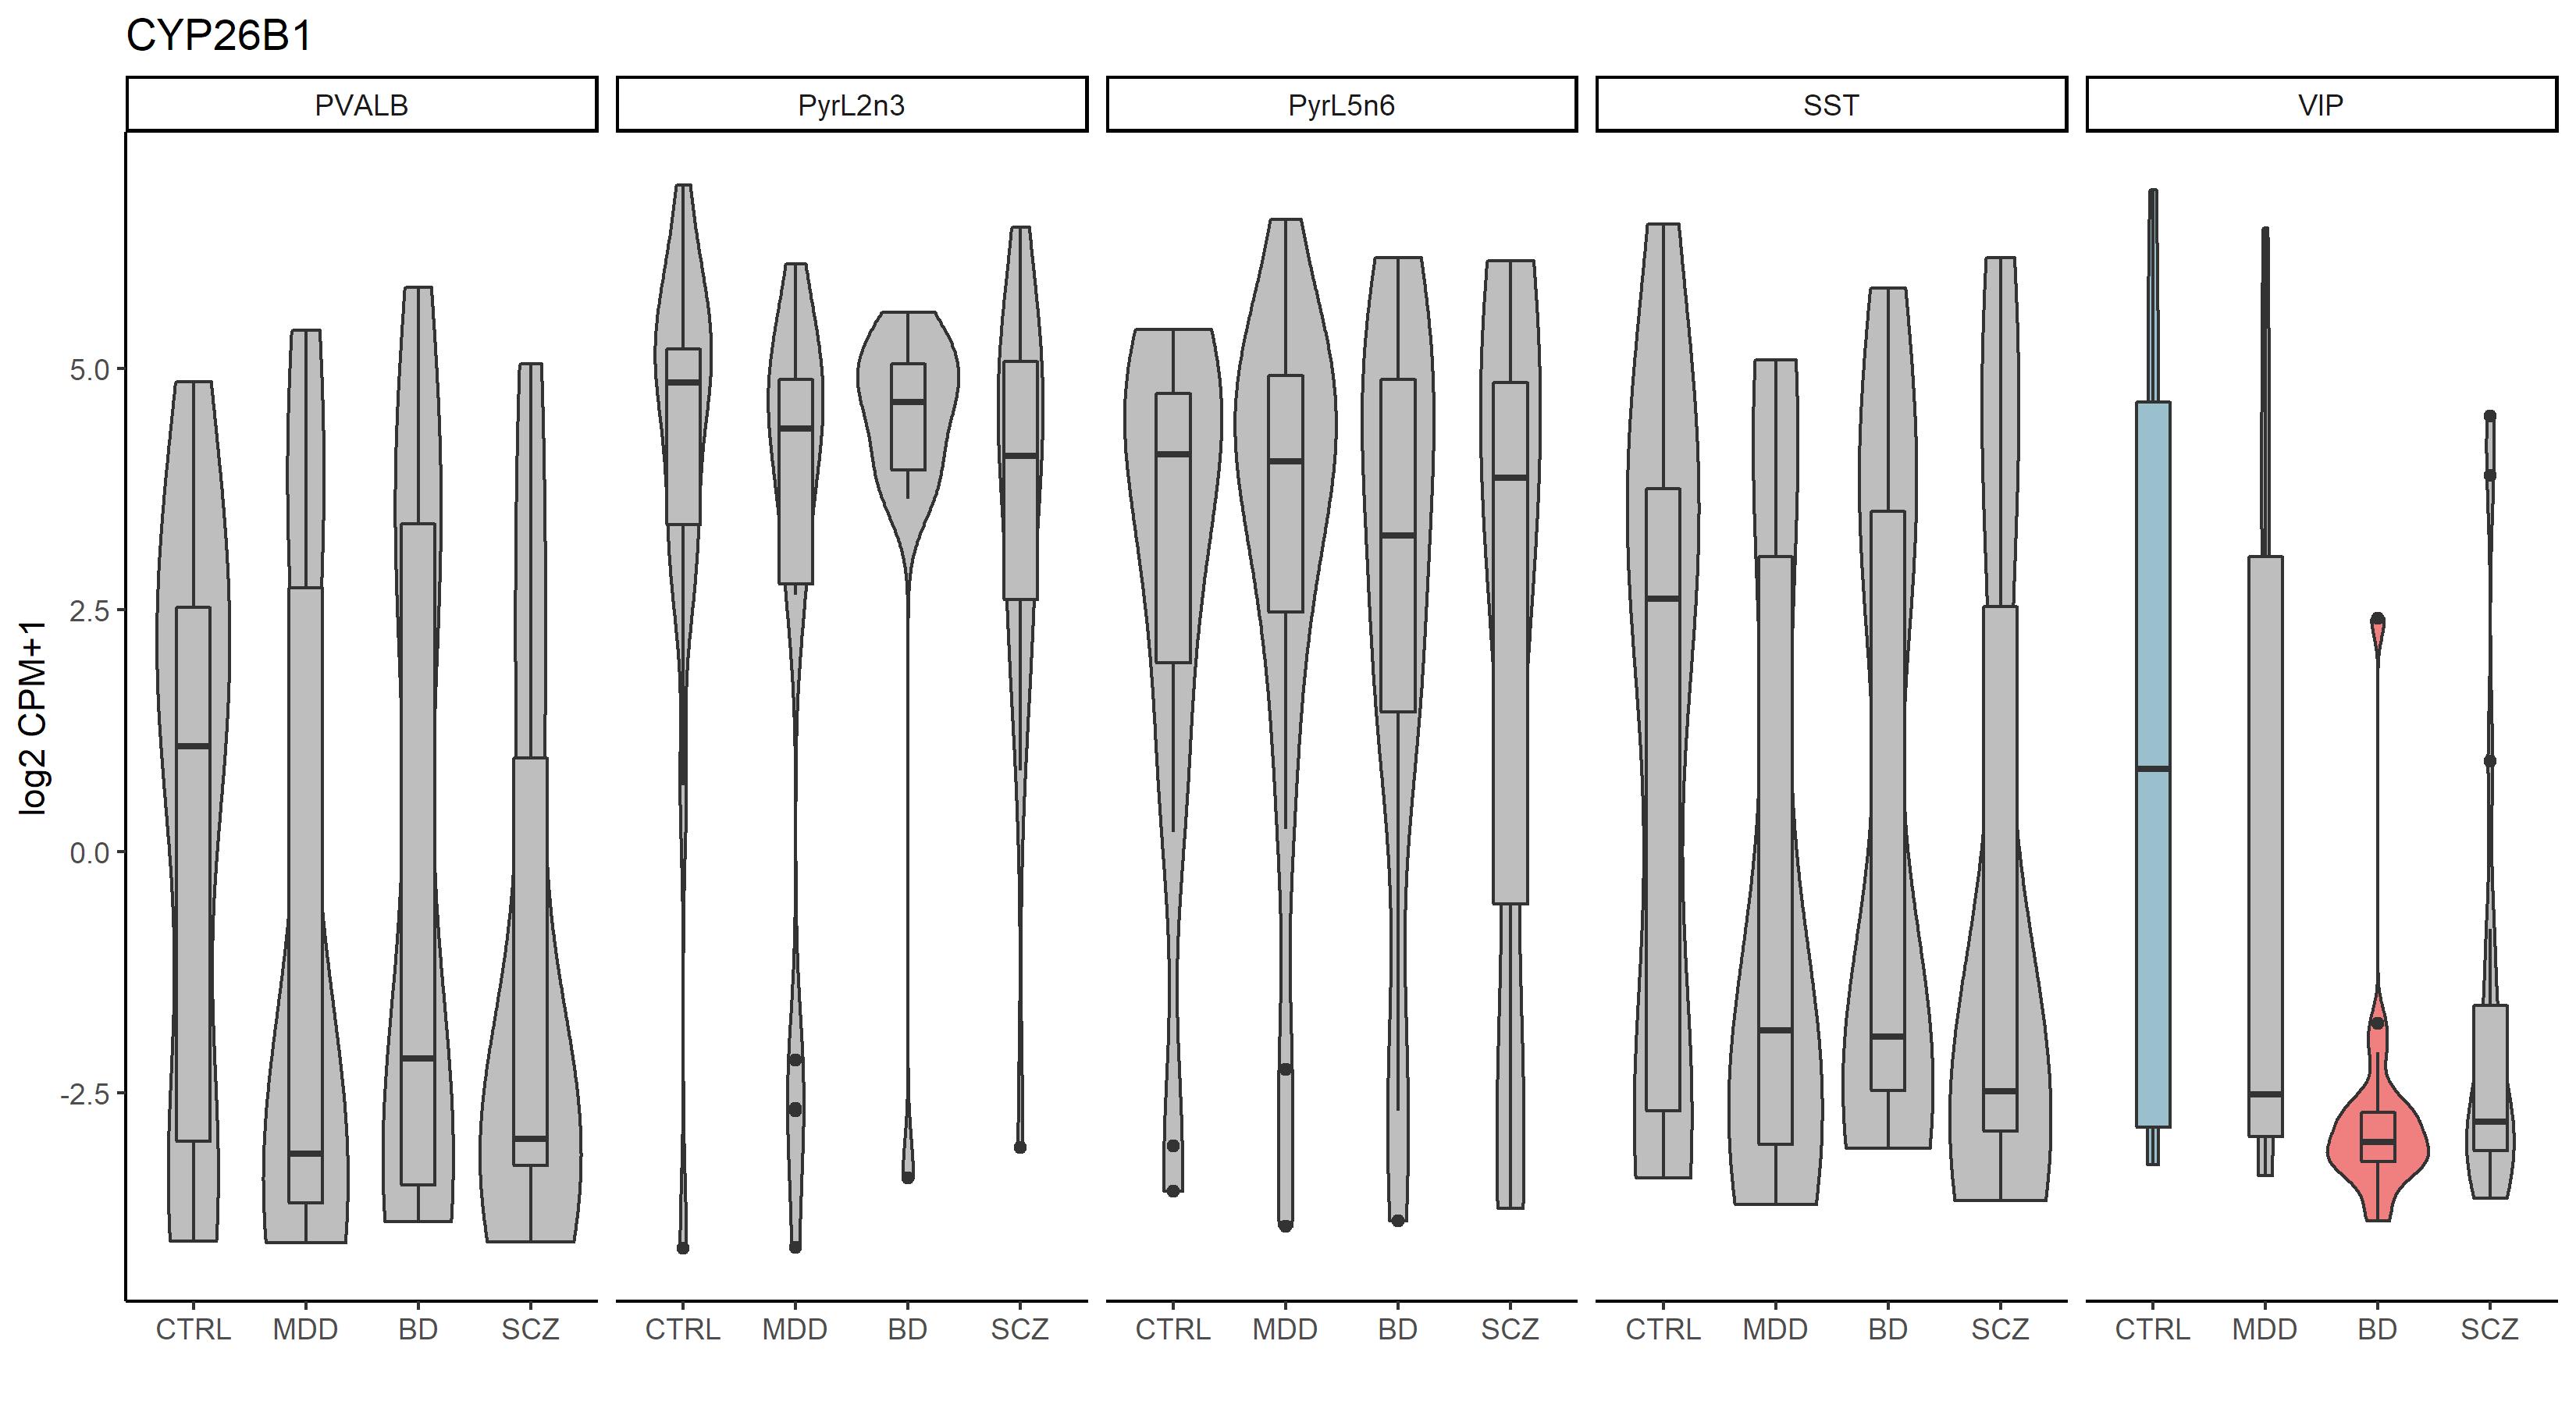 CYP26B1
PVALB PyrL2n3 PyrL5n6 SST VIP
log2 CPM+1
5.0
2.5
0.0
-2.5
CTRL MDD BD SCZ CTRL MDD BD SCZ CTRL MDD BD SCZ CTRL MDD BD SCZ CTRL MDD BD SCZ